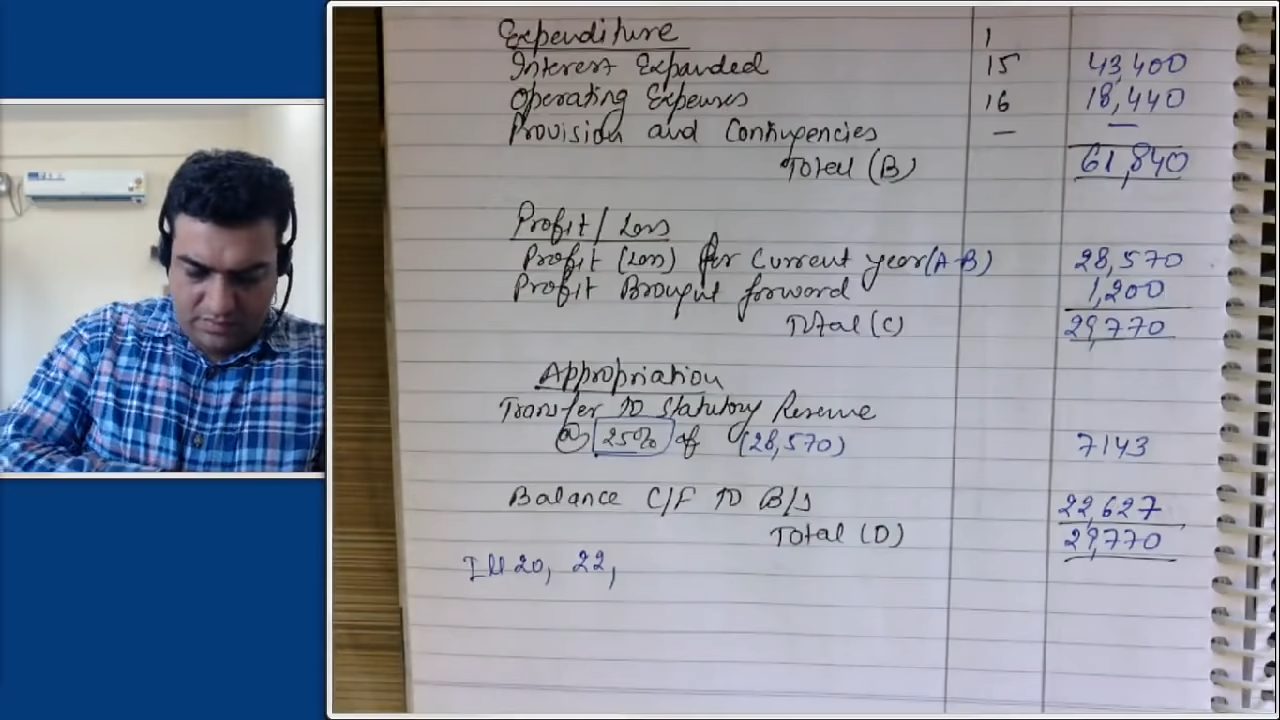 Expenditure 1
Interest Expanded 15 43,400
Operating Expenses 16 18,440
Provision and Contingencies — —
Total (B) 61,840
Profit / Loss
Profit (Loss) for Current year (A-B) 28,570
Profit Brought forward 1,200
Total (C) 29,770
Appropriation
Transfer to Statutory Reserve
@ 25% of (28,570) 7143
Balance C/F to B/S 22,627
Total (D) 29,770
Ill 20, 22,